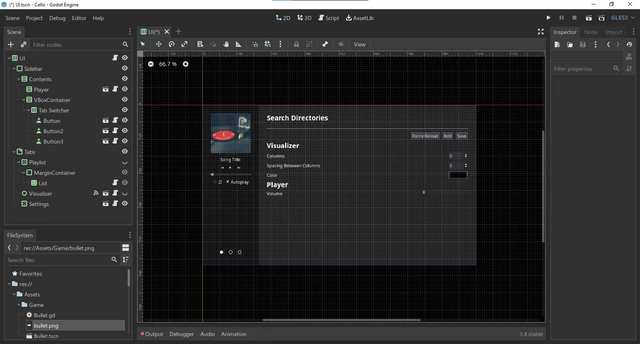 (*) UI.tscn - Cello - Godot Engine
Scene Project Debug Editor Help
2D 3D Script AssetLib
GLES2
Scene
Filter nodes
UI
Sidebar
Contents
Player
VBoxContainer
Tab Switcher
Button
Button2
Button3
Tabs
Playlist
MarginContainer
List
Visualizer
Settings
FileSystem
res://Assets/Game/bullet.png
Search files
Favorites
res://
Assets
Game
Bullet.gd
bullet.png
Bullet.tscn
UI(*)
View
66.7 %
Song Title
Autoplay
Search Directories
Force Reload Add Save
Visualizer
Columns 0
Spacing Between Columns 0
Color
Player
Volume
Output Debugger Audio Animation
3.4.stable
Inspector Node Import
Filter properties